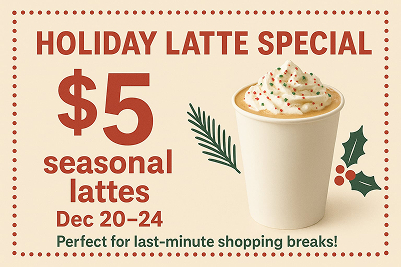 HOLIDAY LATTE SPECIAL
$5
seasonal
lattes
Dec 20–24
Perfect for last-minute shopping breaks!